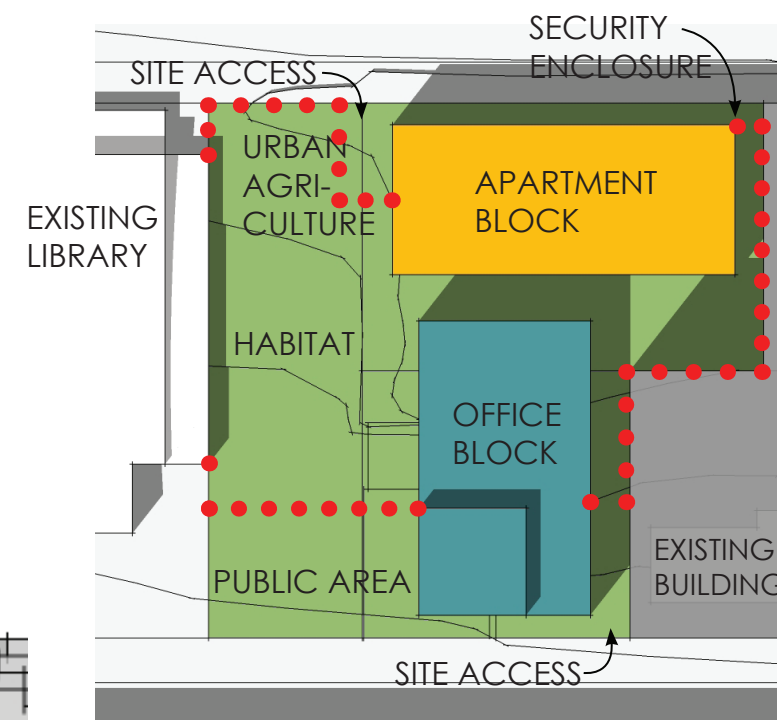 SECURITY
ENCLOSURE
SITE ACCESS
URBAN
AGRI-
CULTURE
APARTMENT
BLOCK
EXISTING
LIBRARY
HABITAT
OFFICE
BLOCK
EXISTING
BUILDING
PUBLIC AREA
SITE ACCESS